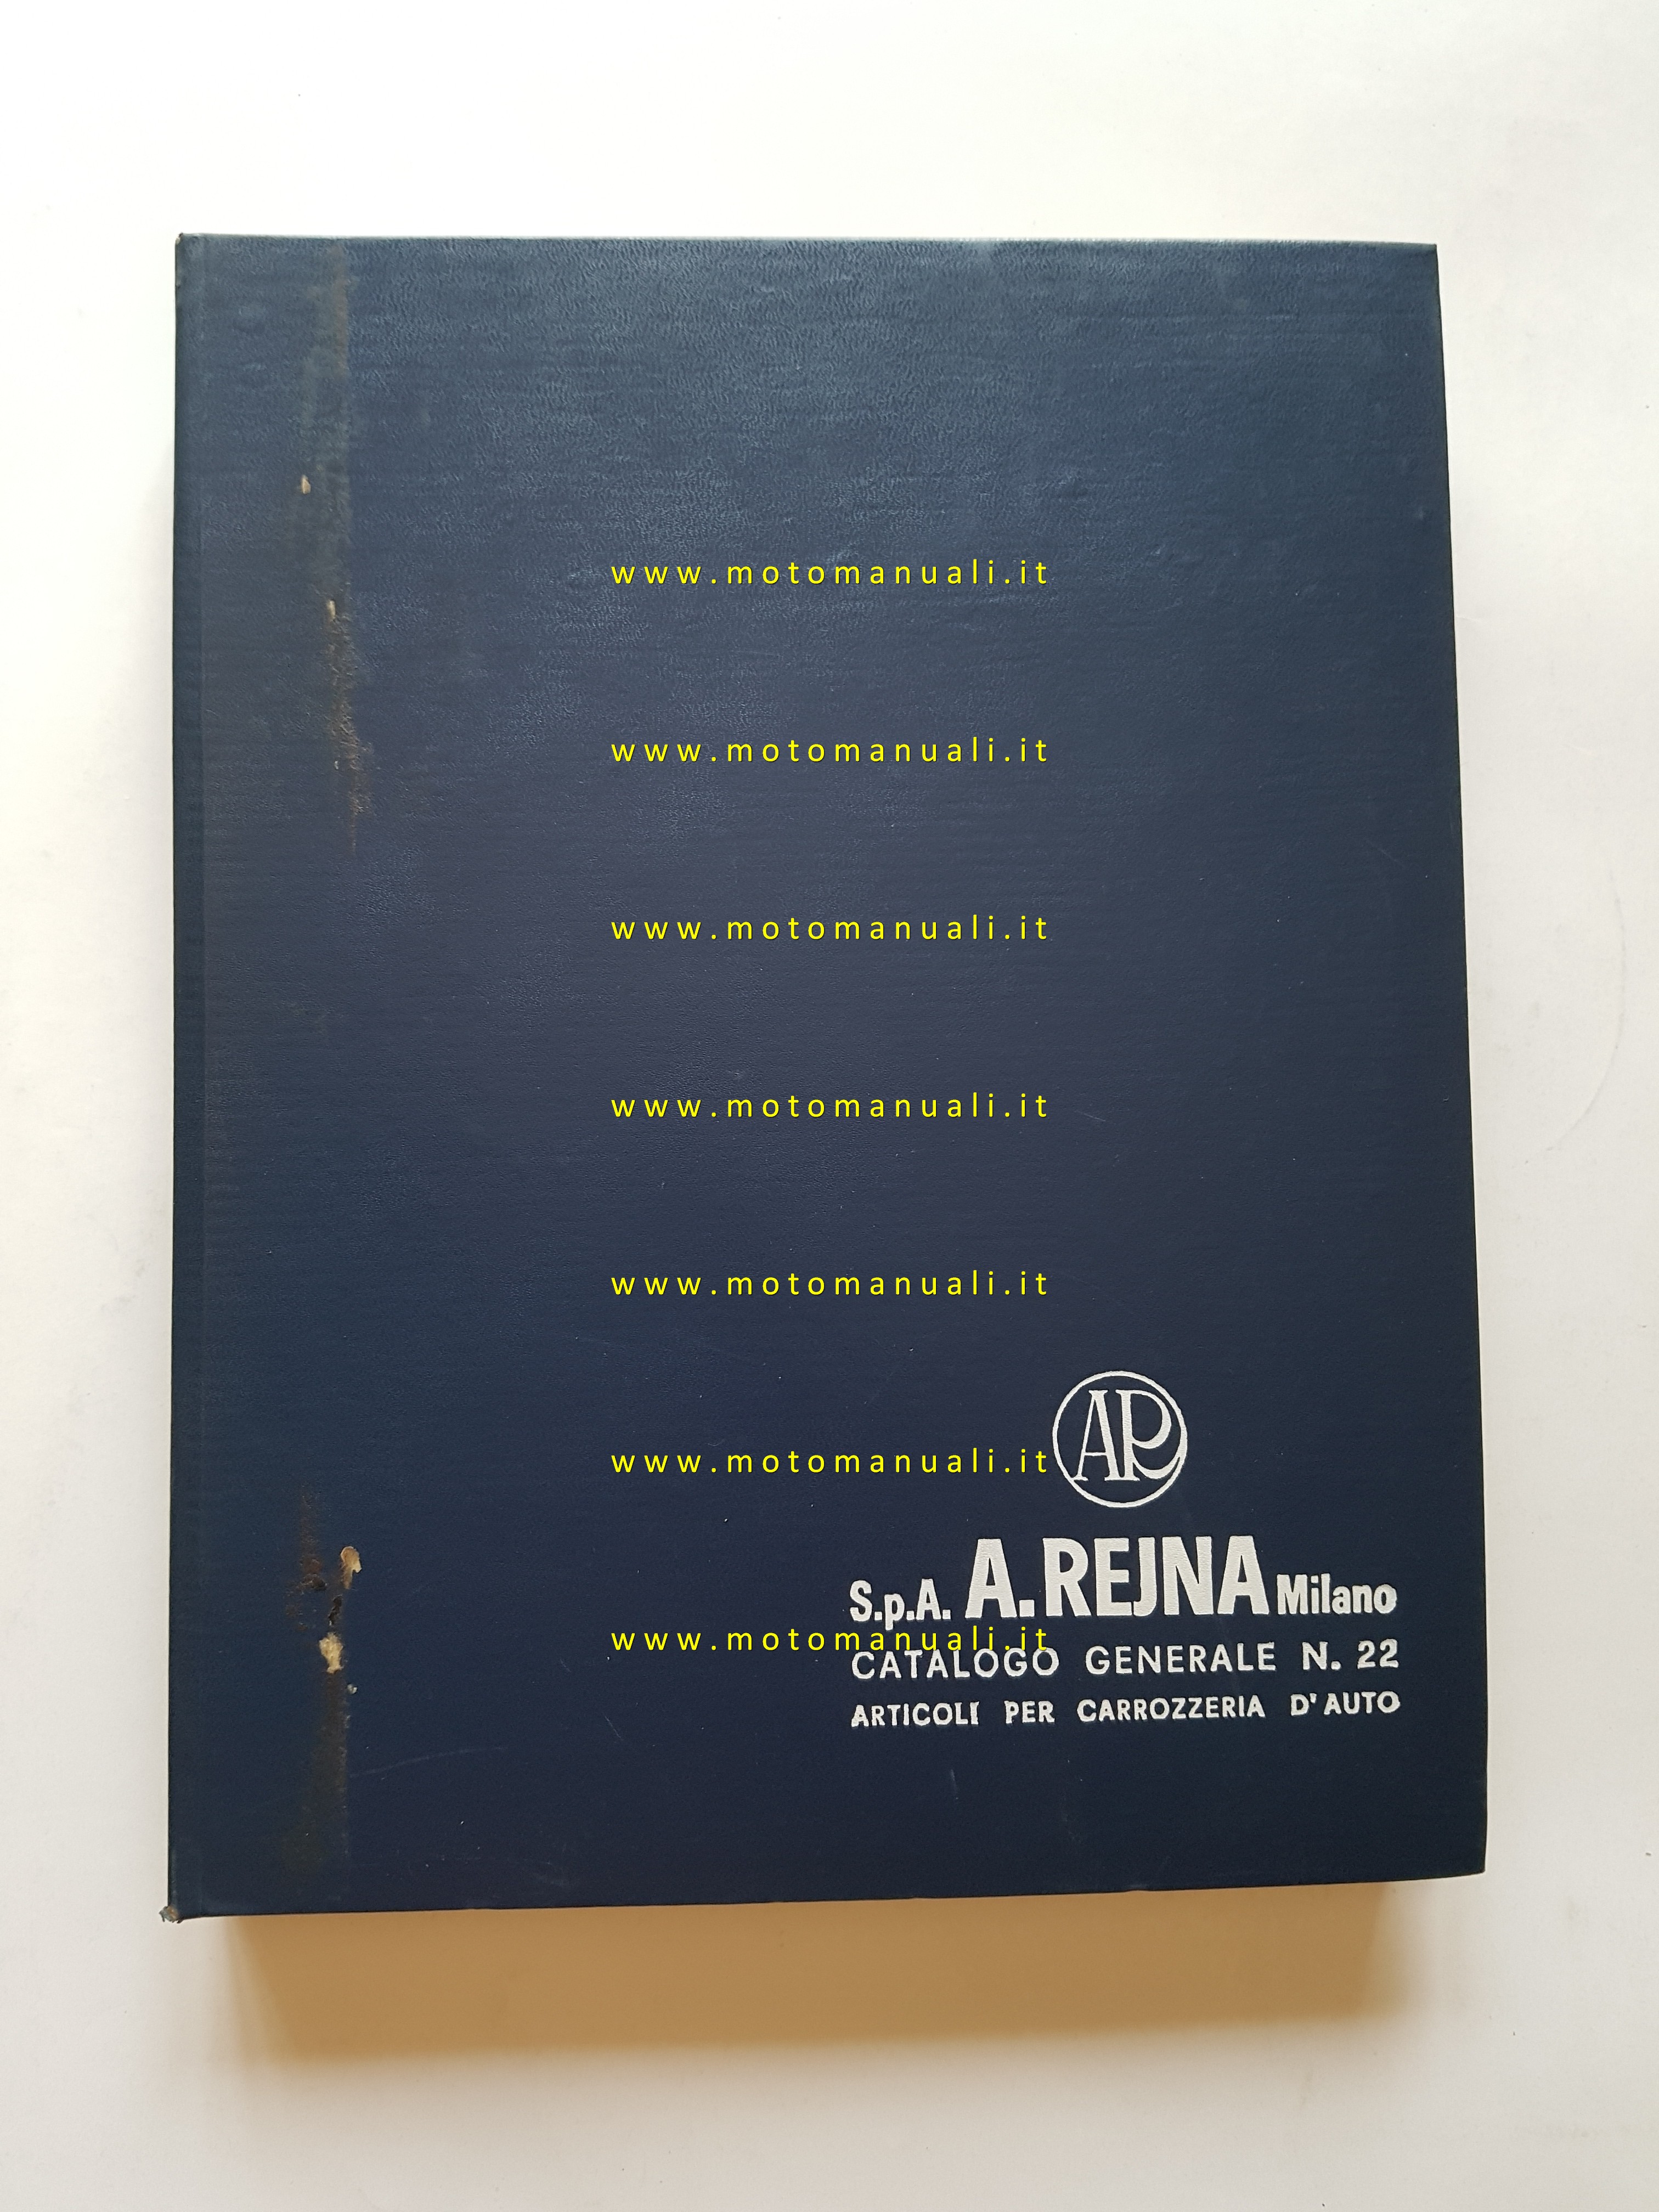 www.motomanuali.it
www.motomanuali.it
www.motomanuali.it
www.motomanuali.it
www.motomanuali.it
AR
www.motomanuali.it
S.p.A. A. REJNA Milano
www.motomanuali.it
CATALOGO GENERALE N. 22
ARTICOLI PER CARROZZERIA D'AUTO